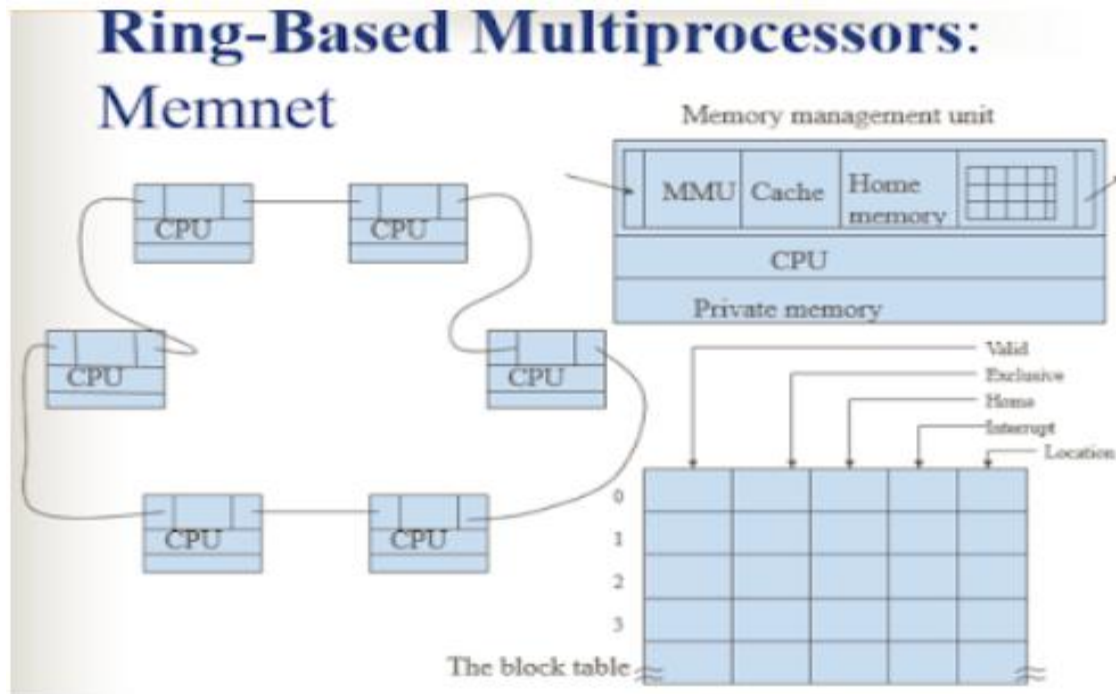 Ring-Based Multiprocessors:
Memnet
Memory management unit
MMU Cache Home memory
CPU
Private memory
CPU CPU
CPU CPU
CPU CPU
Valid
Exclusive
Home
Interrupt
Location
0
1
2
3
The block table